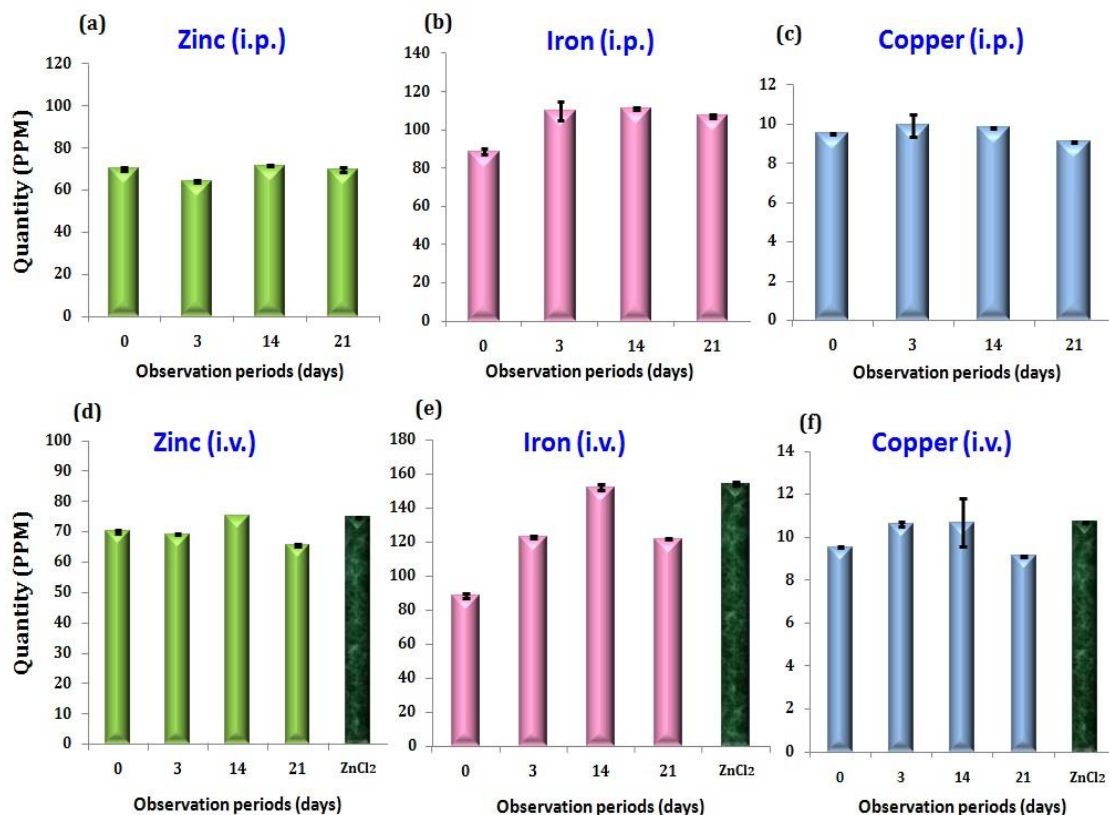 (a)
Zinc (i.p.)
Quantity (PPM)
120
100
80
60
40
20
0
0 3 14 21
Observation periods (days)
(b)
Iron (i.p.)
140
120
100
80
60
40
20
0
0 3 14 21
Observation periods (days)
(c)
Copper (i.p.)
12
10
8
6
4
2
0
0 3 14 21
Observation periods (days)
(d)
Zinc (i.v.)
Quantity (PPM)
100
90
80
70
60
50
40
30
20
10
0
0 3 14 21 ZnCl2
Observation periods (days)
(e)
Iron (i.v.)
180
160
140
120
100
80
60
40
20
0
0 3 14 21 ZnCl2
Observation periods (days)
(f)
Copper (i.v.)
14
12
10
8
6
4
2
0
0 3 14 21 ZnCl2
Observation periods (days)